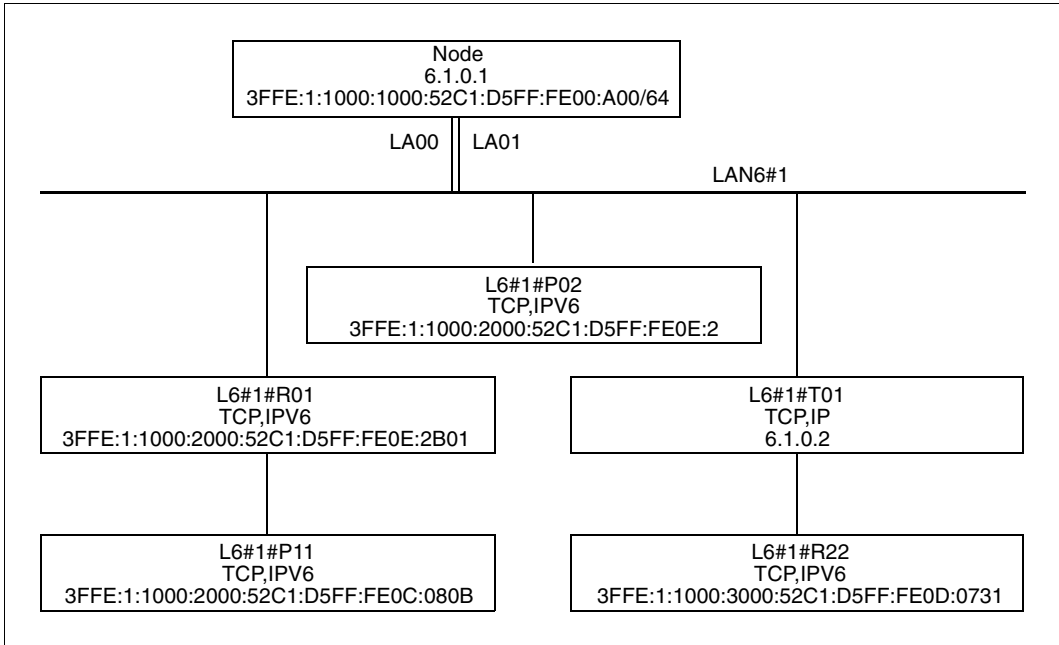 Node
6.1.0.1
3FFE:1:1000:1000:52C1:D5FF:FE00:A00/64
LA00
LA01
LAN6#1
L6#1#P02
TCP,IPV6
3FFE:1:1000:2000:52C1:D5FF:FE0E:2
L6#1#R01
TCP,IPV6
3FFE:1:1000:2000:52C1:D5FF:FE0E:2B01
L6#1#T01
TCP,IP
6.1.0.2
L6#1#P11
TCP,IPV6
3FFE:1:1000:2000:52C1:D5FF:FE0C:080B
L6#1#R22
TCP,IPV6
3FFE:1:1000:3000:52C1:D5FF:FE0D:0731